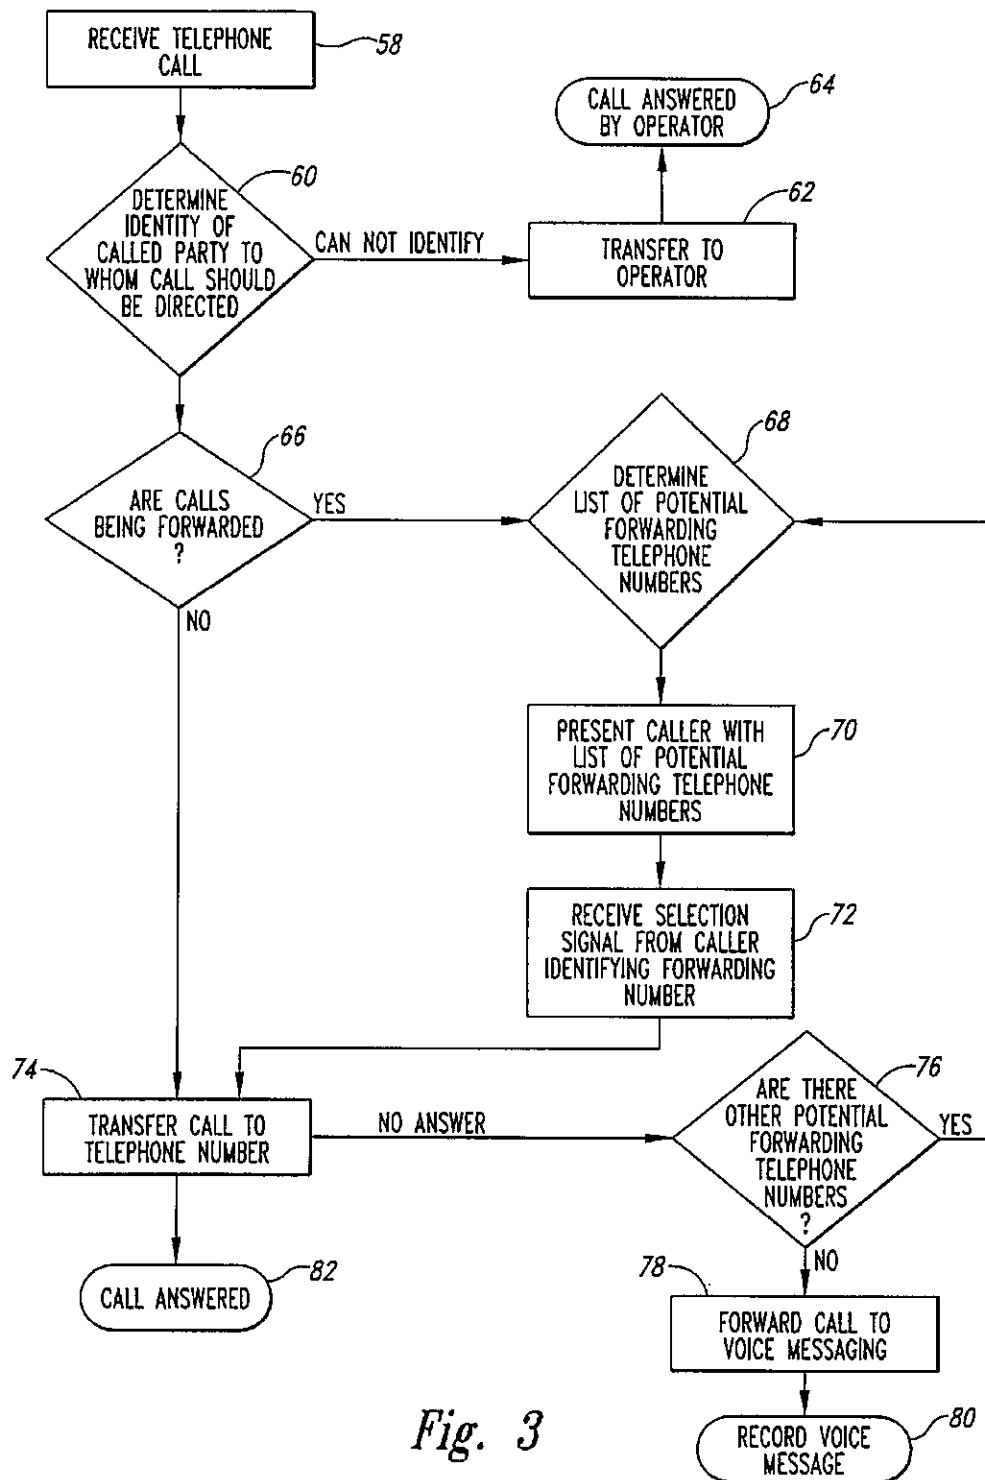 RECEIVE TELEPHONE
CALL
58
CALL ANSWERED
BY OPERATOR
64
DETERMINE
IDENTITY OF
CALLED PARTY TO
WHOM CALL SHOULD
BE DIRECTED
60
CAN NOT IDENTIFY
TRANSFER TO
OPERATOR
62
ARE CALLS
BEING FORWARDED
?
66
YES
NO
DETERMINE
LIST OF POTENTIAL
FORWARDING
TELEPHONE
NUMBERS
68
PRESENT CALLER WITH
LIST OF POTENTIAL
FORWARDING TELEPHONE
NUMBERS
70
RECEIVE SELECTION
SIGNAL FROM CALLER
IDENTIFYING FORWARDING
NUMBER
72
74
TRANSFER CALL TO
TELEPHONE NUMBER
NO ANSWER
ARE THERE
OTHER POTENTIAL
FORWARDING
TELEPHONE
NUMBERS
?
76
YES
NO
CALL ANSWERED
82
78
FORWARD CALL TO
VOICE MESSAGING
RECORD VOICE
MESSAGE
80
Fig. 3